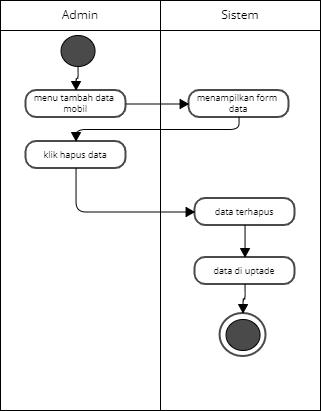 Admin
Sistem
menu tambah data
mobil
menampilkan form
data
klik hapus data
data terhapus
data di uptade